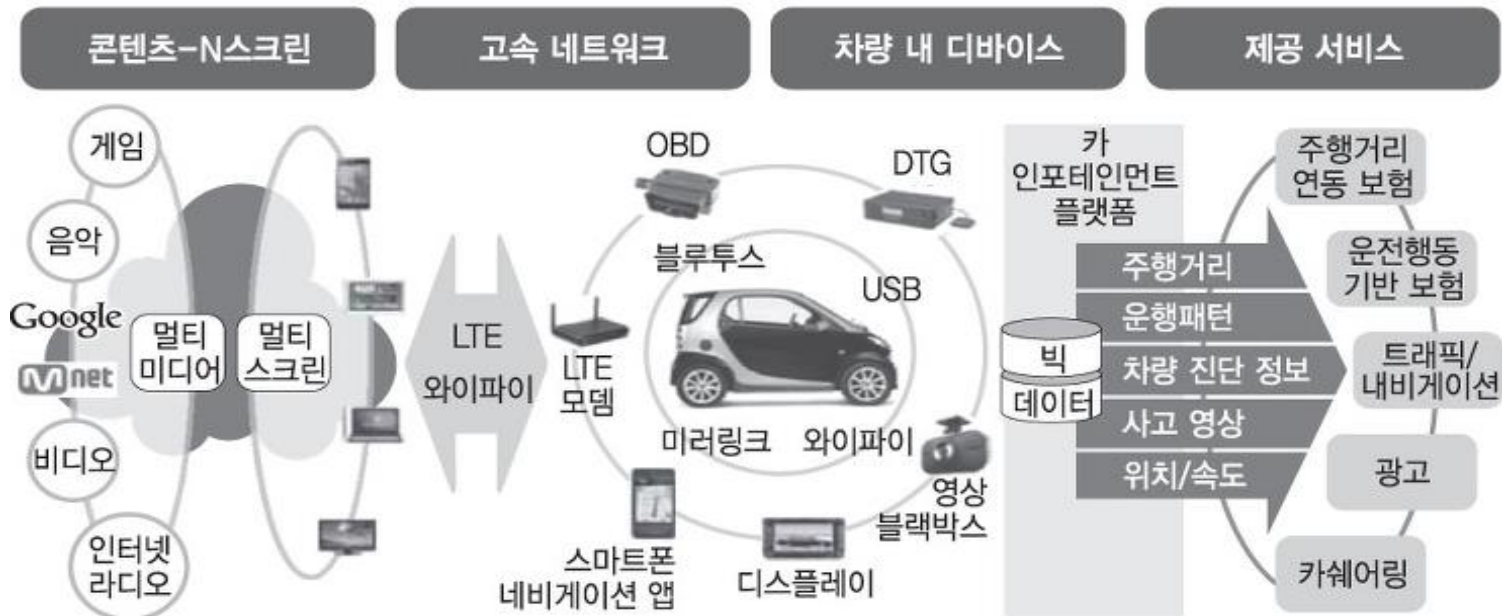 콘텐츠-N스크린
고속 네트워크
차량 내 디바이스
제공 서비스
게임
음악
Google
Mnet
비디오
인터넷
라디오
멀티
미디어
멀티
스크린
LTE
와이파이
OBD
DTG
블루투스
USB
LTE
모뎀
미러링크
와이파이
영상
블랙박스
스마트폰
네비게이션 앱
디스플레이
카
인포테인먼트
플랫폼
빅
데이터
주행거리
운행패턴
차량 진단 정보
사고 영상
위치/속도
주행거리
연동 보험
운전행동
기반 보험
트래픽/
내비게이션
광고
카쉐어링